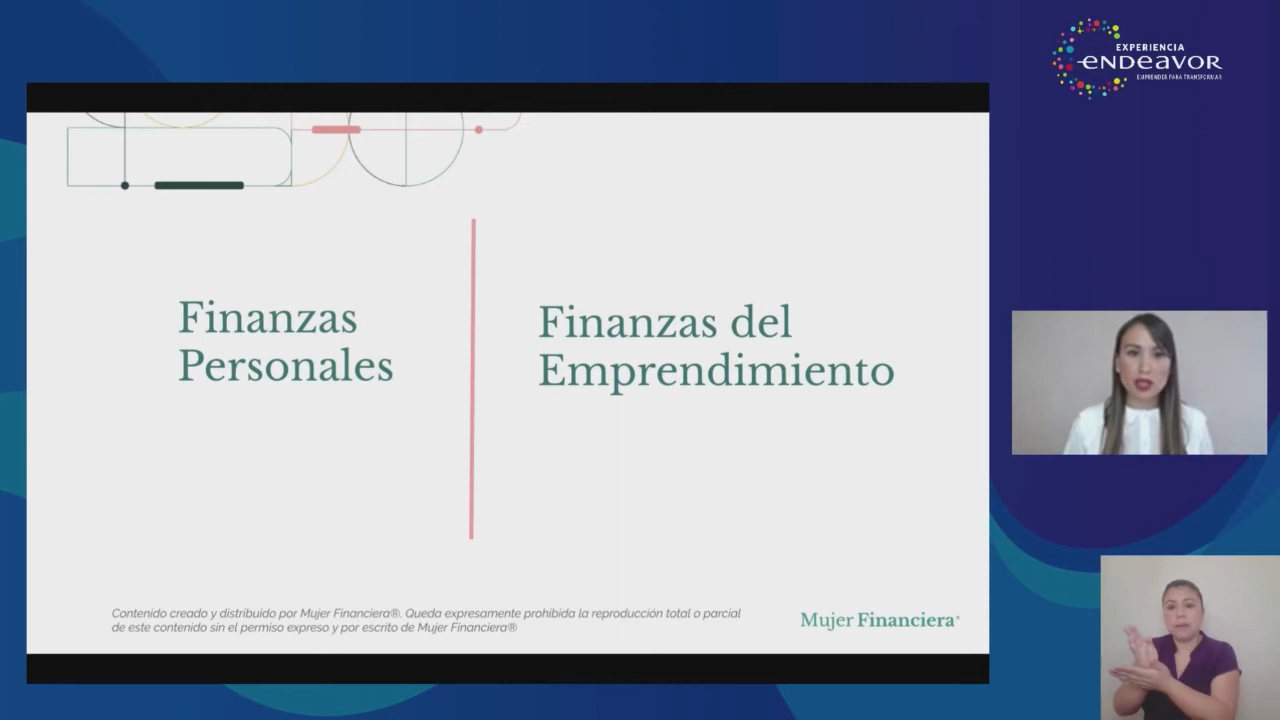 EXPERIENCIA
ENDEAVOR
EMPRENDER PARA TRANSFORMAR
Finanzas
Personales
Finanzas del
Emprendimiento
Contenido creado y distribuido por Mujer Financiera®. Queda expresamente prohibida la reproducción total o parcial
de este contenido sin el permiso expreso y por escrito de Mujer Financiera®
Mujer Financiera®